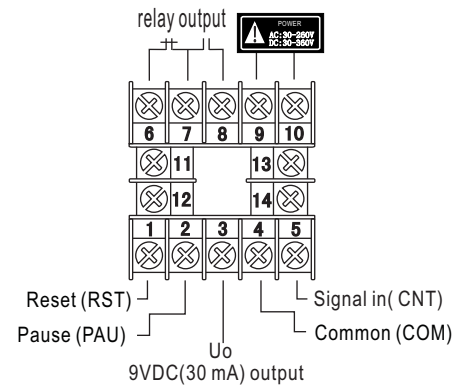 relay output
POWER
AC:30-260V
DC:30-360V
6 7 8 9 10
11 13
12 14
1 2 3 4 5
Reset (RST)
Signal in( CNT)
Pause (PAU)
Common (COM)
Uo
9VDC(30 mA) output